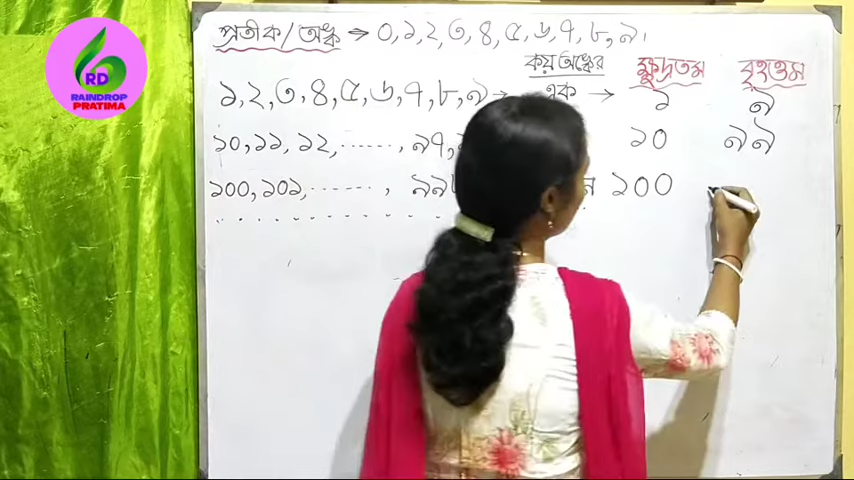 RD
RAINDROP
PRATIMA
প্রতীক/অঙ্ক → ০,১,২,৩,৪,৫,৬,৭,৮,৯।
কয় অঙ্কের ক্ষুদ্রতম বৃহত্তম
১,২,৩,৪,৫,৬,৭,৮,৯ → এক → ১ ৯
১০,১১,১২,......,৯৭, ১০ ৯৯
১০০,১০১,......, ১০০